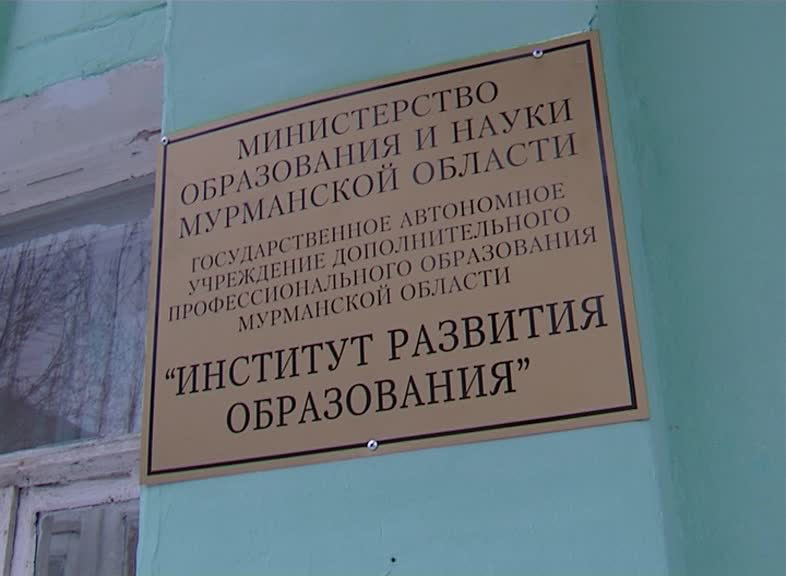 МИНИСТЕРСТВО
ОБРАЗОВАНИЯ И НАУКИ
МУРМАНСКОЙ ОБЛАСТИ
ГОСУДАРСТВЕННОЕ АВТОНОМНОЕ
УЧРЕЖДЕНИЕ ДОПОЛНИТЕЛЬНОГО
ПРОФЕССИОНАЛЬНОГО ОБРАЗОВАНИЯ
МУРМАНСКОЙ ОБЛАСТИ
“ИНСТИТУТ РАЗВИТИЯ
ОБРАЗОВАНИЯ”